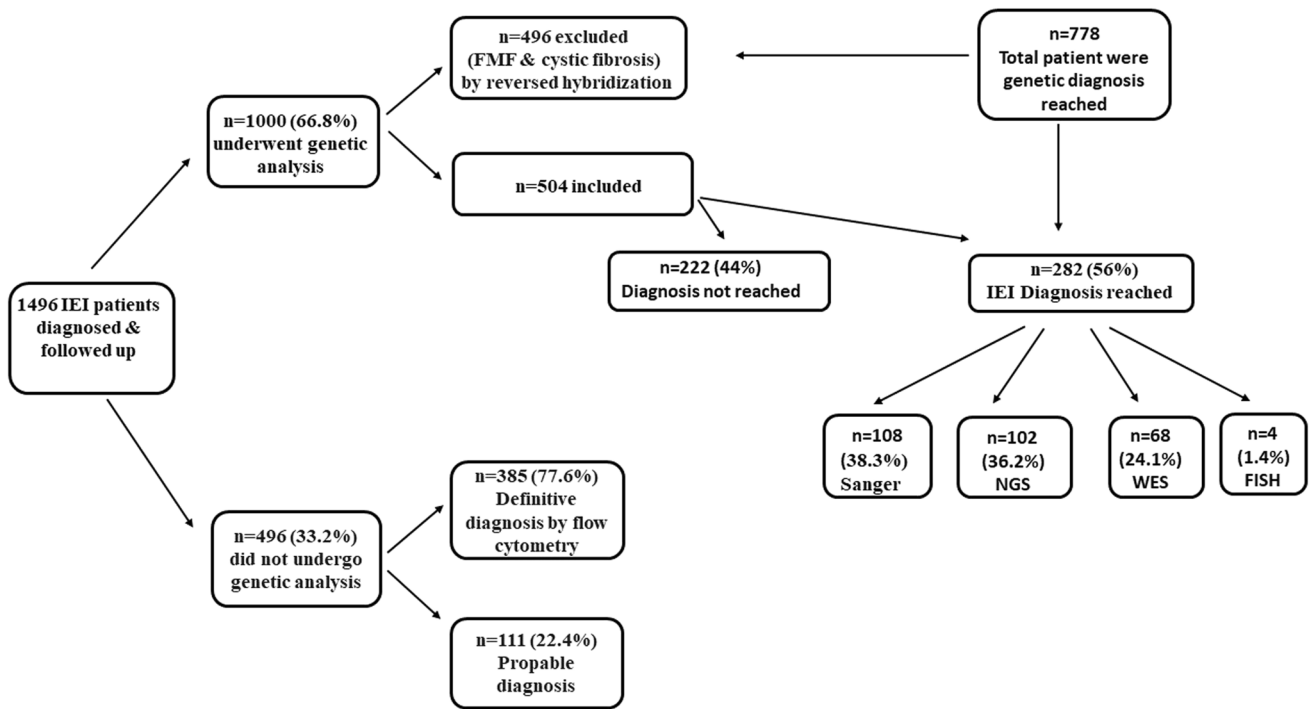 n=496 excluded
(FMF & cystic fibrosis)
by reversed hybridization
n=778
Total patient were
genetic diagnosis
reached
n=1000 (66.8%)
underwent genetic
analysis
n=504 included
n=222 (44%)
Diagnosis not reached
n=282 (56%)
IEI Diagnosis reached
1496 IEI patients
diagnosed &
followed up
n=108
(38.3%)
Sanger
n=102
(36.2%)
NGS
n=68
(24.1%)
WES
n=4
(1.4%)
FISH
n=385 (77.6%)
Definitive
diagnosis by flow
cytometry
n=496 (33.2%)
did not undergo
genetic analysis
n=111 (22.4%)
Propable
diagnosis